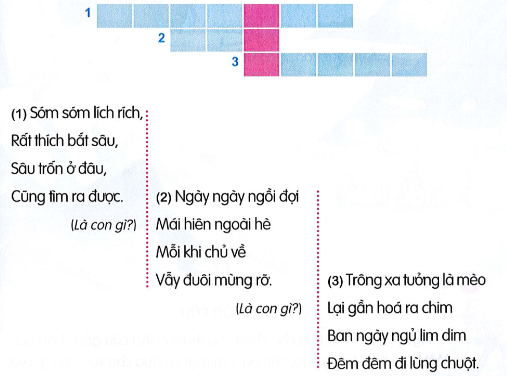 1
2
3
(1) Sớm sớm lích rích,
Rất thích bắt sâu,
Sâu trốn ở đâu,
Cũng tìm ra được.
(Là con gì?)
(2) Ngày ngày ngồi đợi
Mái hiên ngoài hè
Mỗi khi chủ về
Vẫy đuôi mừng rỡ.
(Là con gì?)
(3) Trông xa tưởng là mèo
Lại gần hoá ra chim
Ban ngày ngủ lim dim
Đêm đêm đi lùng chuột.